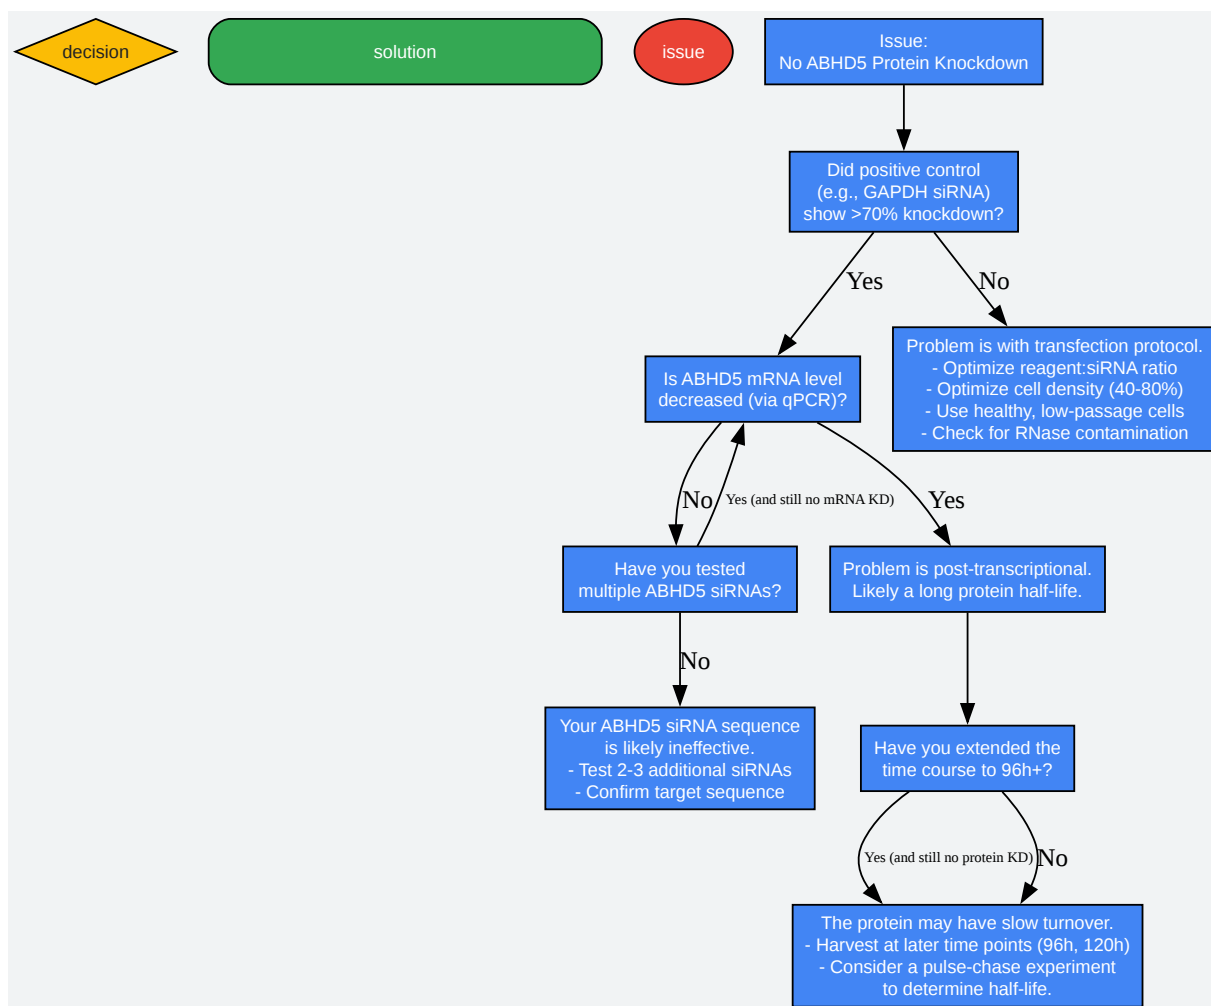 decision
solution
issue
Issue:
No ABHD5 Protein Knockdown
Did positive control
(e.g., GAPDH siRNA)
show >70% knockdown?
Yes
No
Problem is with transfection protocol.
- Optimize reagent:siRNA ratio
- Optimize cell density (40-80%)
- Use healthy, low-passage cells
- Check for RNase contamination
Is ABHD5 mRNA level
decreased (via qPCR)?
No
Yes (and still no mRNA KD)
Yes
Have you tested
multiple ABHD5 siRNAs?
Problem is post-transcriptional.
Likely a long protein half-life.
No
Your ABHD5 siRNA sequence
is likely ineffective.
- Test 2-3 additional siRNAs
- Confirm target sequence
Have you extended the
time course to 96h+?
Yes (and still no protein KD)
No
The protein may have slow turnover.
- Harvest at later time points (96h, 120h)
- Consider a pulse-chase experiment
to determine half-life.